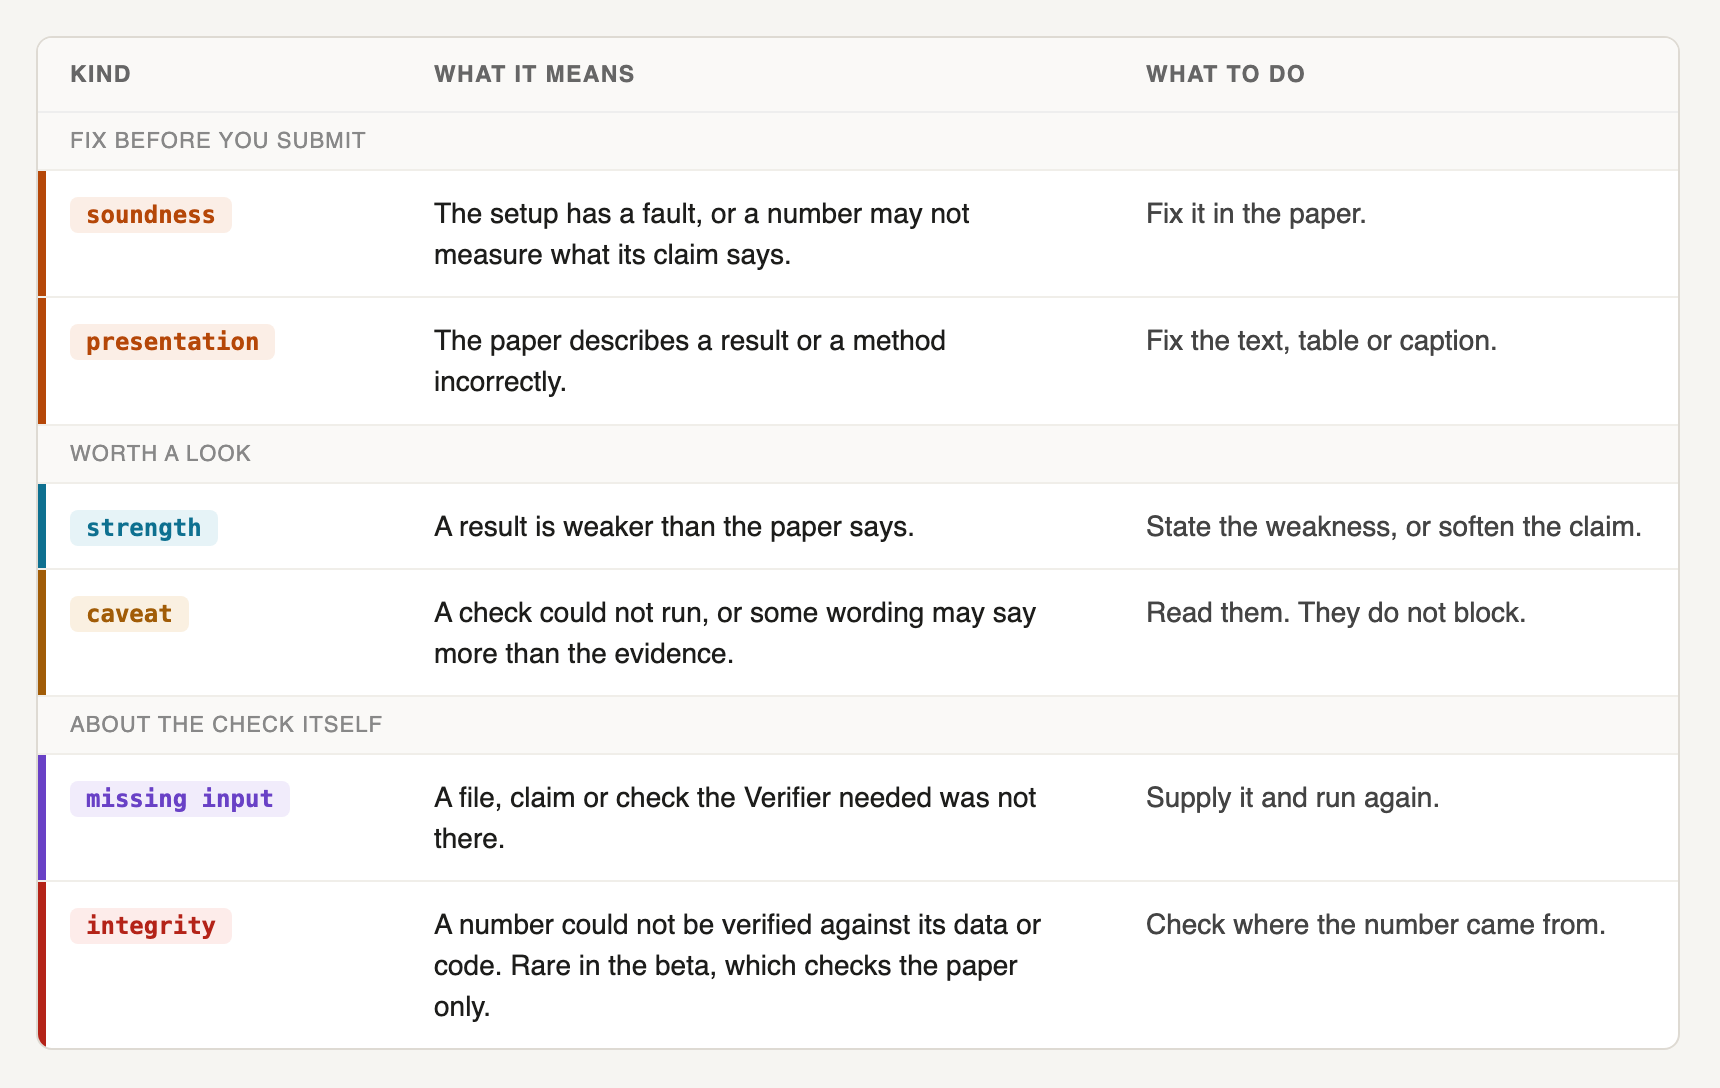 KIND WHAT IT MEANS WHAT TO DO
FIX BEFORE YOU SUBMIT
soundness The setup has a fault, or a number may not Fix it in the paper.
measure what its claim says.
presentation The paper describes a result or a method Fix the text, table or caption.
incorrectly.
WORTH A LOOK
strength A result is weaker than the paper says. State the weakness, or soften the claim.
caveat A check could not run, or some wording may say Read them. They do not block.
more than the evidence.
ABOUT THE CHECK ITSELF
missing input A file, claim or check the Verifier needed was not Supply it and run again.
there.
integrity A number could not be verified against its data or Check where the number came from.
code. Rare in the beta, which checks the paper
only.